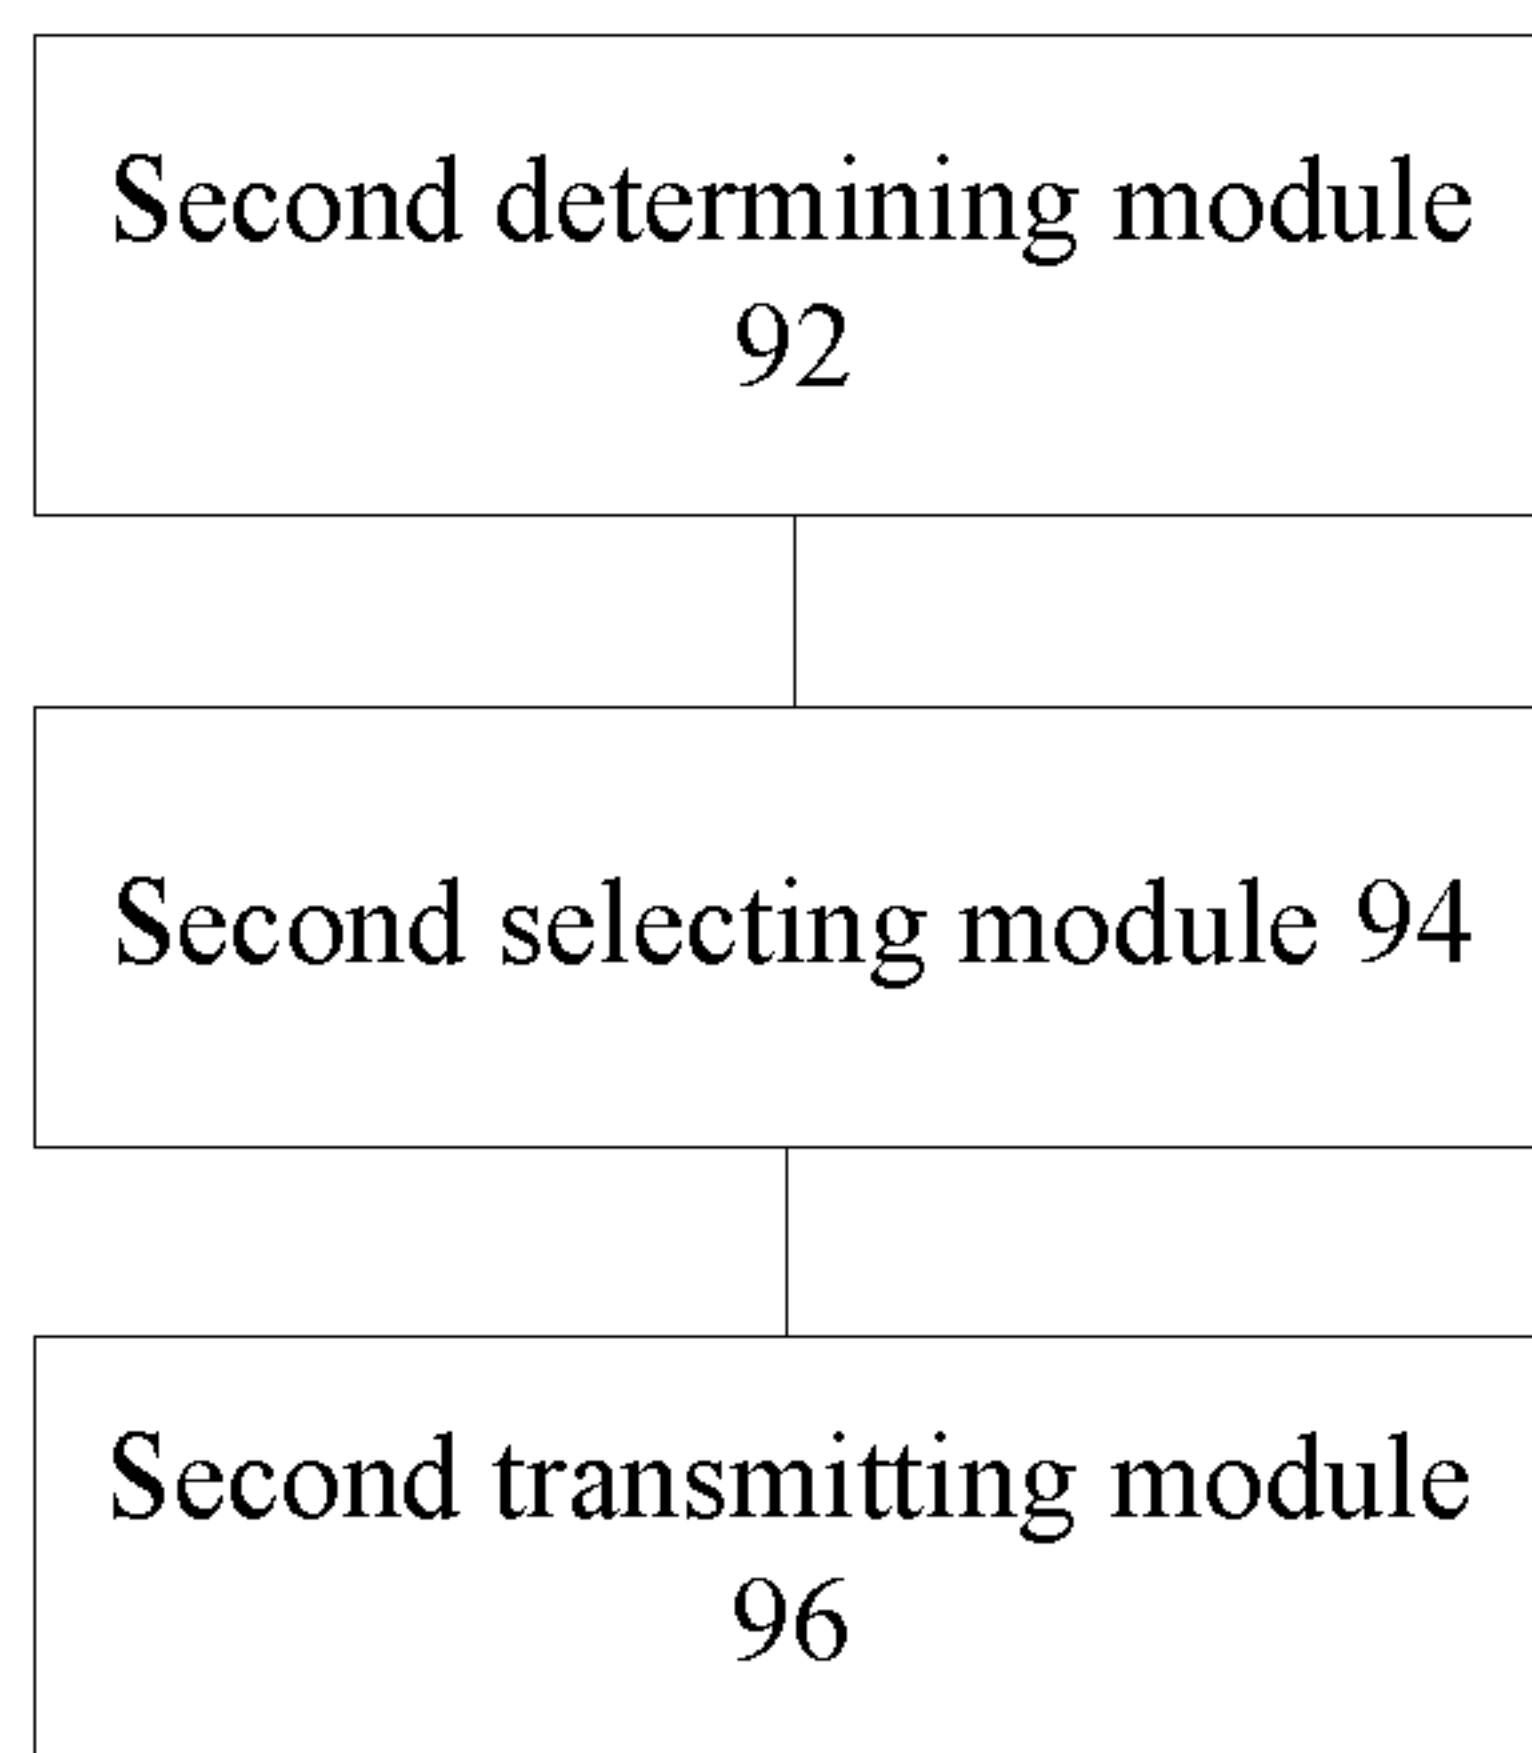 Second determining module
92
Second selecting module 94
Second transmitting module
96